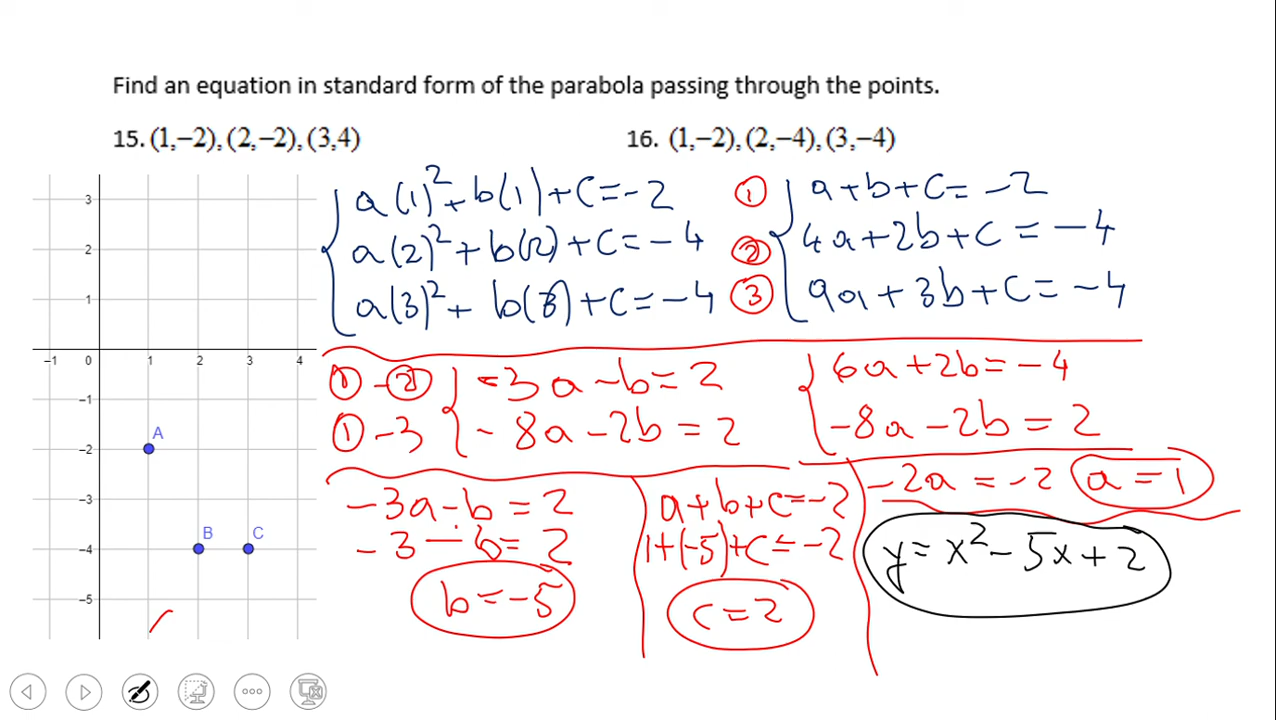 Find an equation in standard form of the parabola passing through the points.
15. (1,−2), (2,−2), (3,4)
16. (1,−2), (2,−4), (3,−4)
a(1)²+b(1)+c=-2
a(2)²+b(2)+c=-4
a(3)²+b(3)+c=-4
① a+b+c=-2
② 4a+2b+c=-4
③ 9a+3b+c=-4
①-② -3a-b=2
①-3 -8a-2b=2
6a+2b=-4
-8a-2b=2
-2a=-2 a=1
-3a-b=2
-3-b=2
b=-5
a+b+c=-2
1+(-5)+c=-2
c=2
y=x²-5x+2
3
2
1
−1 0 1 2 3 4
−1
−2
−3
−4
−5
A
B C